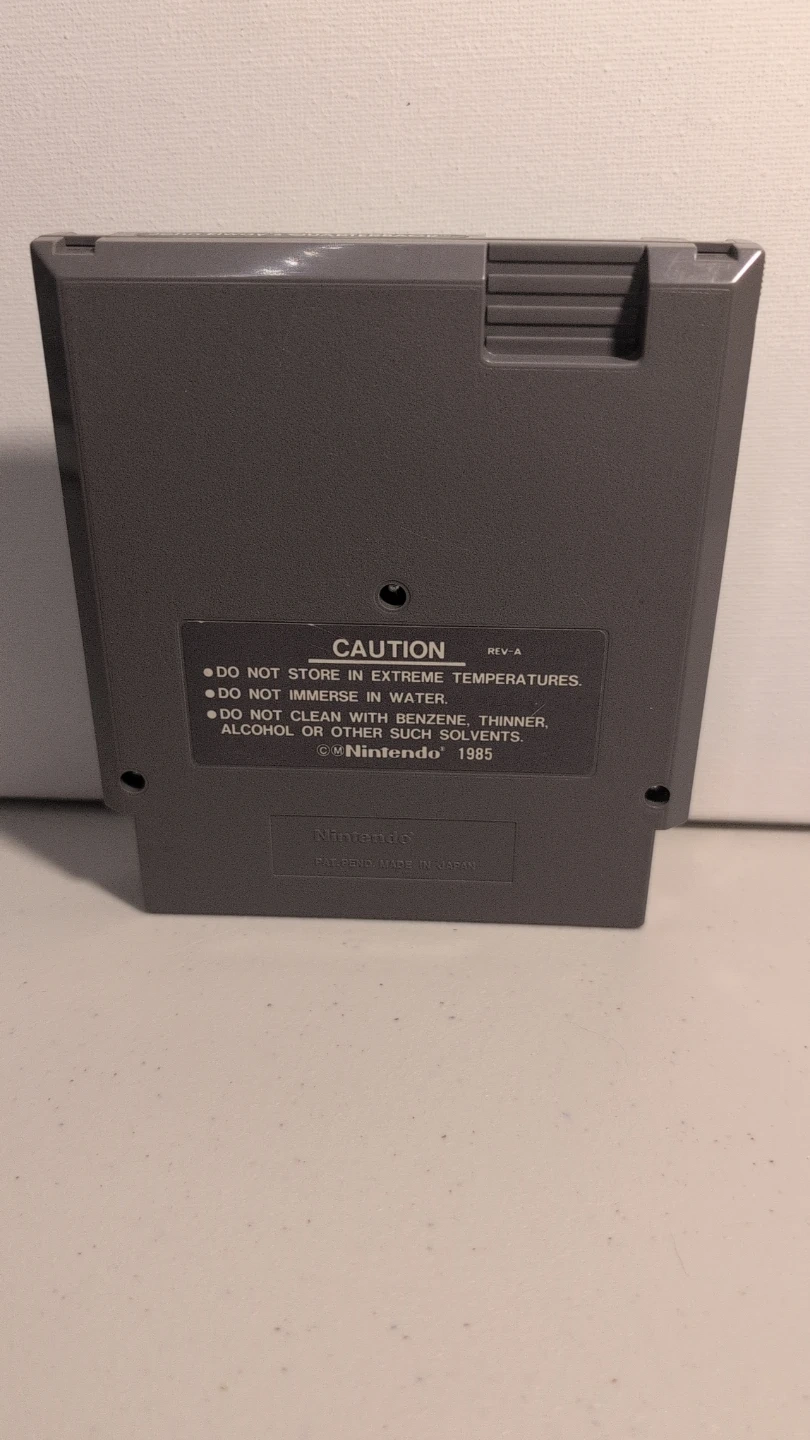 CAUTION REV-A
●DO NOT STORE IN EXTREME TEMPERATURES.
●DO NOT IMMERSE IN WATER.
●DO NOT CLEAN WITH BENZENE, THINNER,
ALCOHOL OR OTHER SUCH SOLVENTS.
©ⓂNintendo® 1985
Nintendo®
PAT. PEND. MADE IN JAPAN